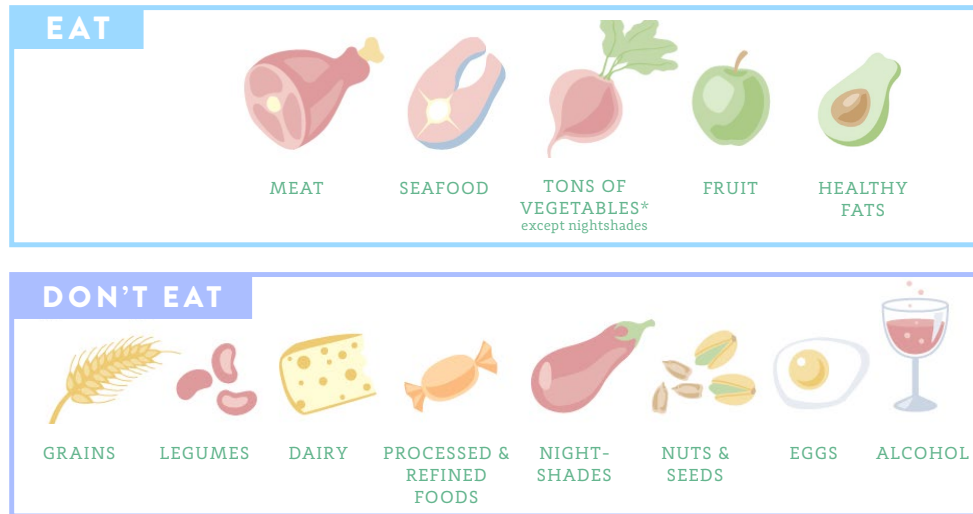 EAT
MEAT
SEAFOOD
TONS OF
VEGETABLES*
except nightshades
FRUIT
HEALTHY
FATS
DON'T EAT
GRAINS
LEGUMES
DAIRY
PROCESSED &
REFINED
FOODS
NIGHT-
SHADES
NUTS &
SEEDS
EGGS
ALCOHOL